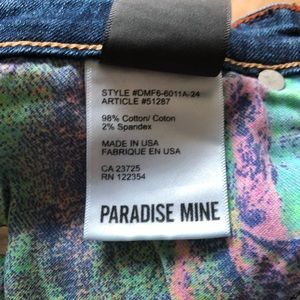 STYLE #DMF6-6011A-24
ARTICLE #51287
98% Cotton/ Coton
2% Spandex
MADE IN USA
FABRIQUE EN USA
CA 23725
RN 122354
PARADISE MINE